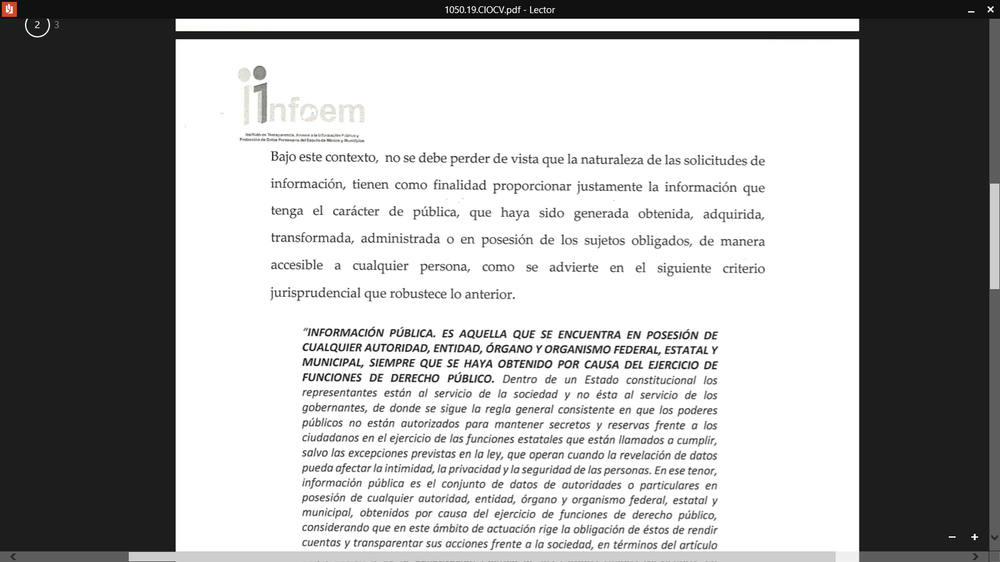 1050.19.CIOCV.pdf - Lector
2 3
infoem
Instituto de Transparencia, Acceso a la Información Pública y
Protección de Datos Personales del Estado de México y Municipios
Bajo este contexto, no se debe perder de vista que la naturaleza de las solicitudes de
información, tienen como finalidad proporcionar justamente la información que
tenga el carácter de pública, que haya sido generada obtenida, adquirida,
transformada, administrada o en posesión de los sujetos obligados, de manera
accesible a cualquier persona, como se advierte en el siguiente criterio
jurisprudencial que robustece lo anterior.
“INFORMACIÓN PÚBLICA. ES AQUELLA QUE SE ENCUENTRA EN POSESIÓN DE
CUALQUIER AUTORIDAD, ENTIDAD, ÓRGANO Y ORGANISMO FEDERAL, ESTATAL Y
MUNICIPAL, SIEMPRE QUE SE HAYA OBTENIDO POR CAUSA DEL EJERCICIO DE
FUNCIONES DE DERECHO PÚBLICO. Dentro de un Estado constitucional los
representantes están al servicio de la sociedad y no ésta al servicio de los
gobernantes, de donde se sigue la regla general consistente en que los poderes
públicos no están autorizados para mantener secretos y reservas frente a los
ciudadanos en el ejercicio de las funciones estatales que están llamados a cumplir,
salvo las excepciones previstas en la ley, que operan cuando la revelación de datos
pueda afectar la intimidad, la privacidad y la seguridad de las personas. En ese tenor,
información pública es el conjunto de datos de autoridades o particulares en
posesión de cualquier autoridad, entidad, órgano y organismo federal, estatal y
municipal, obtenidos por causa del ejercicio de funciones de derecho público,
considerando que en este ámbito de actuación rige la obligación de éstos de rendir
cuentas y transparentar sus acciones frente a la sociedad, en términos del artículo